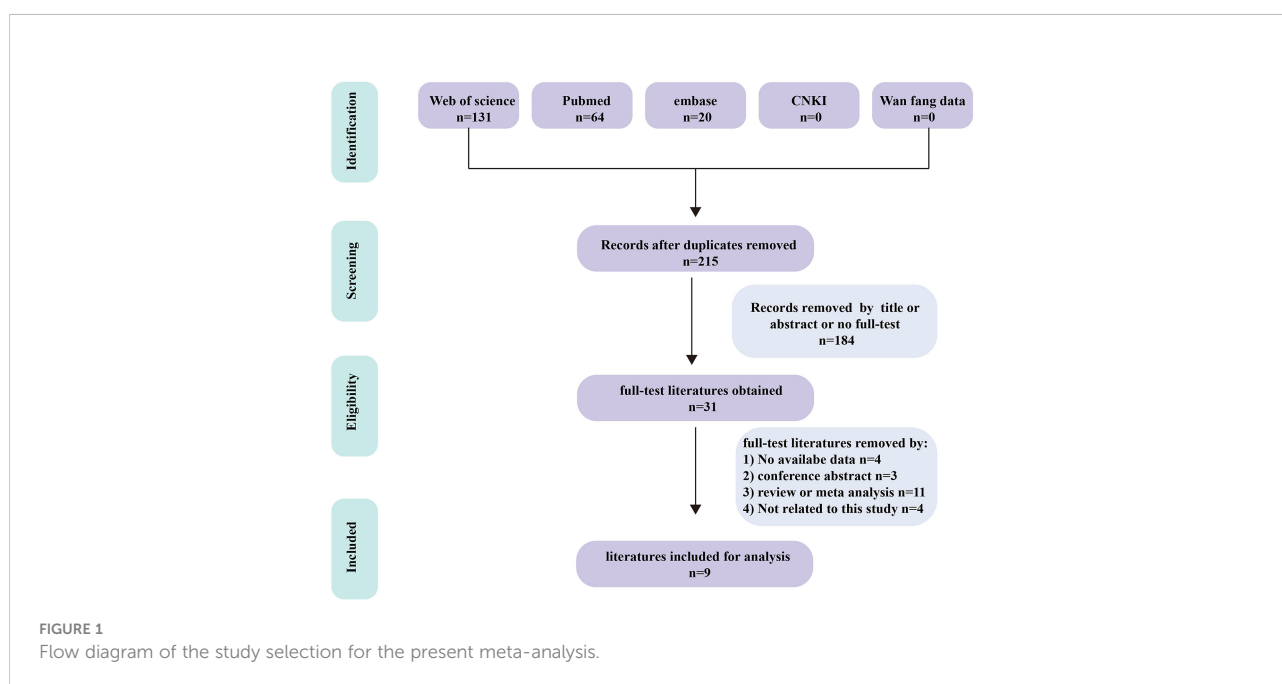 Identification
Web of science
n=131
Pubmed
n=64
embase
n=20
CNKI
n=0
Wan fang data
n=0
Screening
Records after duplicates removed
n=215
Records removed by title or
abstract or no full-test
n=184
Eligibility
full-test literatures obtained
n=31
full-test literatures removed by:
1) No availabe data n=4
2) conference abstract n=3
3) review or meta analysis n=11
4) Not related to this study n=4
Included
literatures included for analysis
n=9
FIGURE 1
Flow diagram of the study selection for the present meta-analysis.